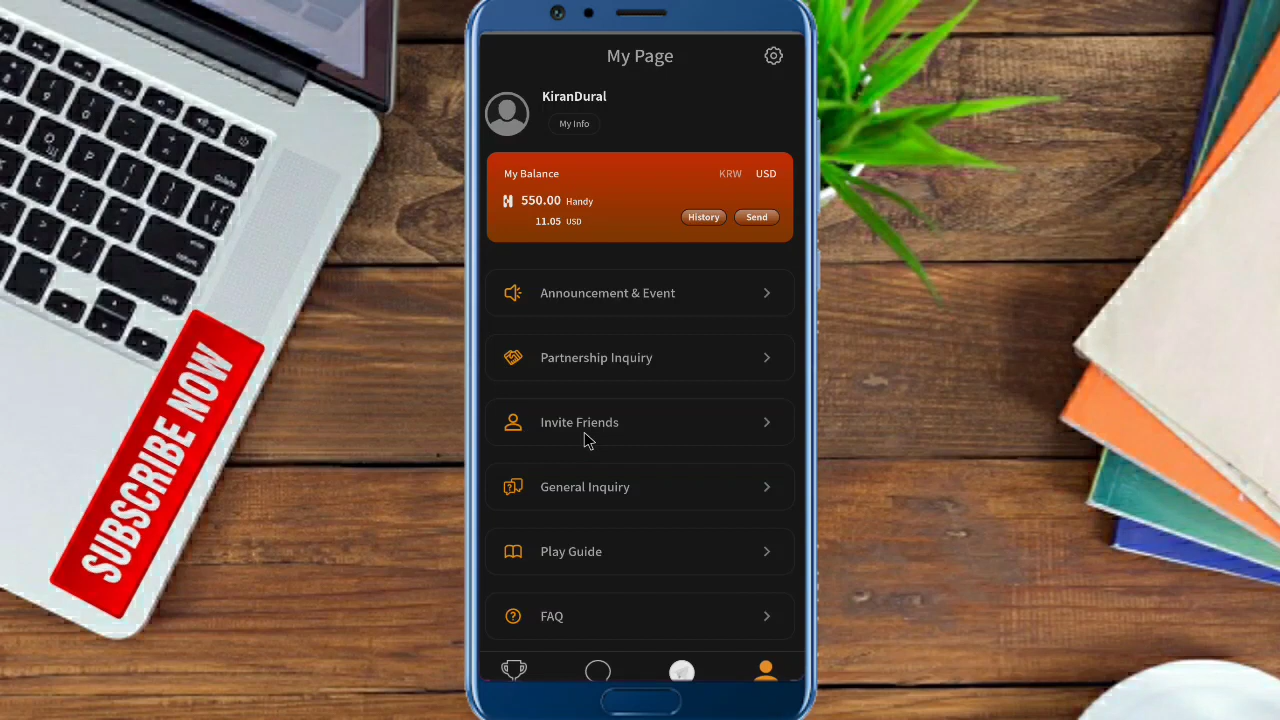 My Page
KiranDural
My Info
My Balance KRW USD
550.00 Handy
11.05 USD
History Send
Announcement & Event
Partnership Inquiry
Invite Friends
General Inquiry
Play Guide
FAQ
SUBSCRIBE NOW